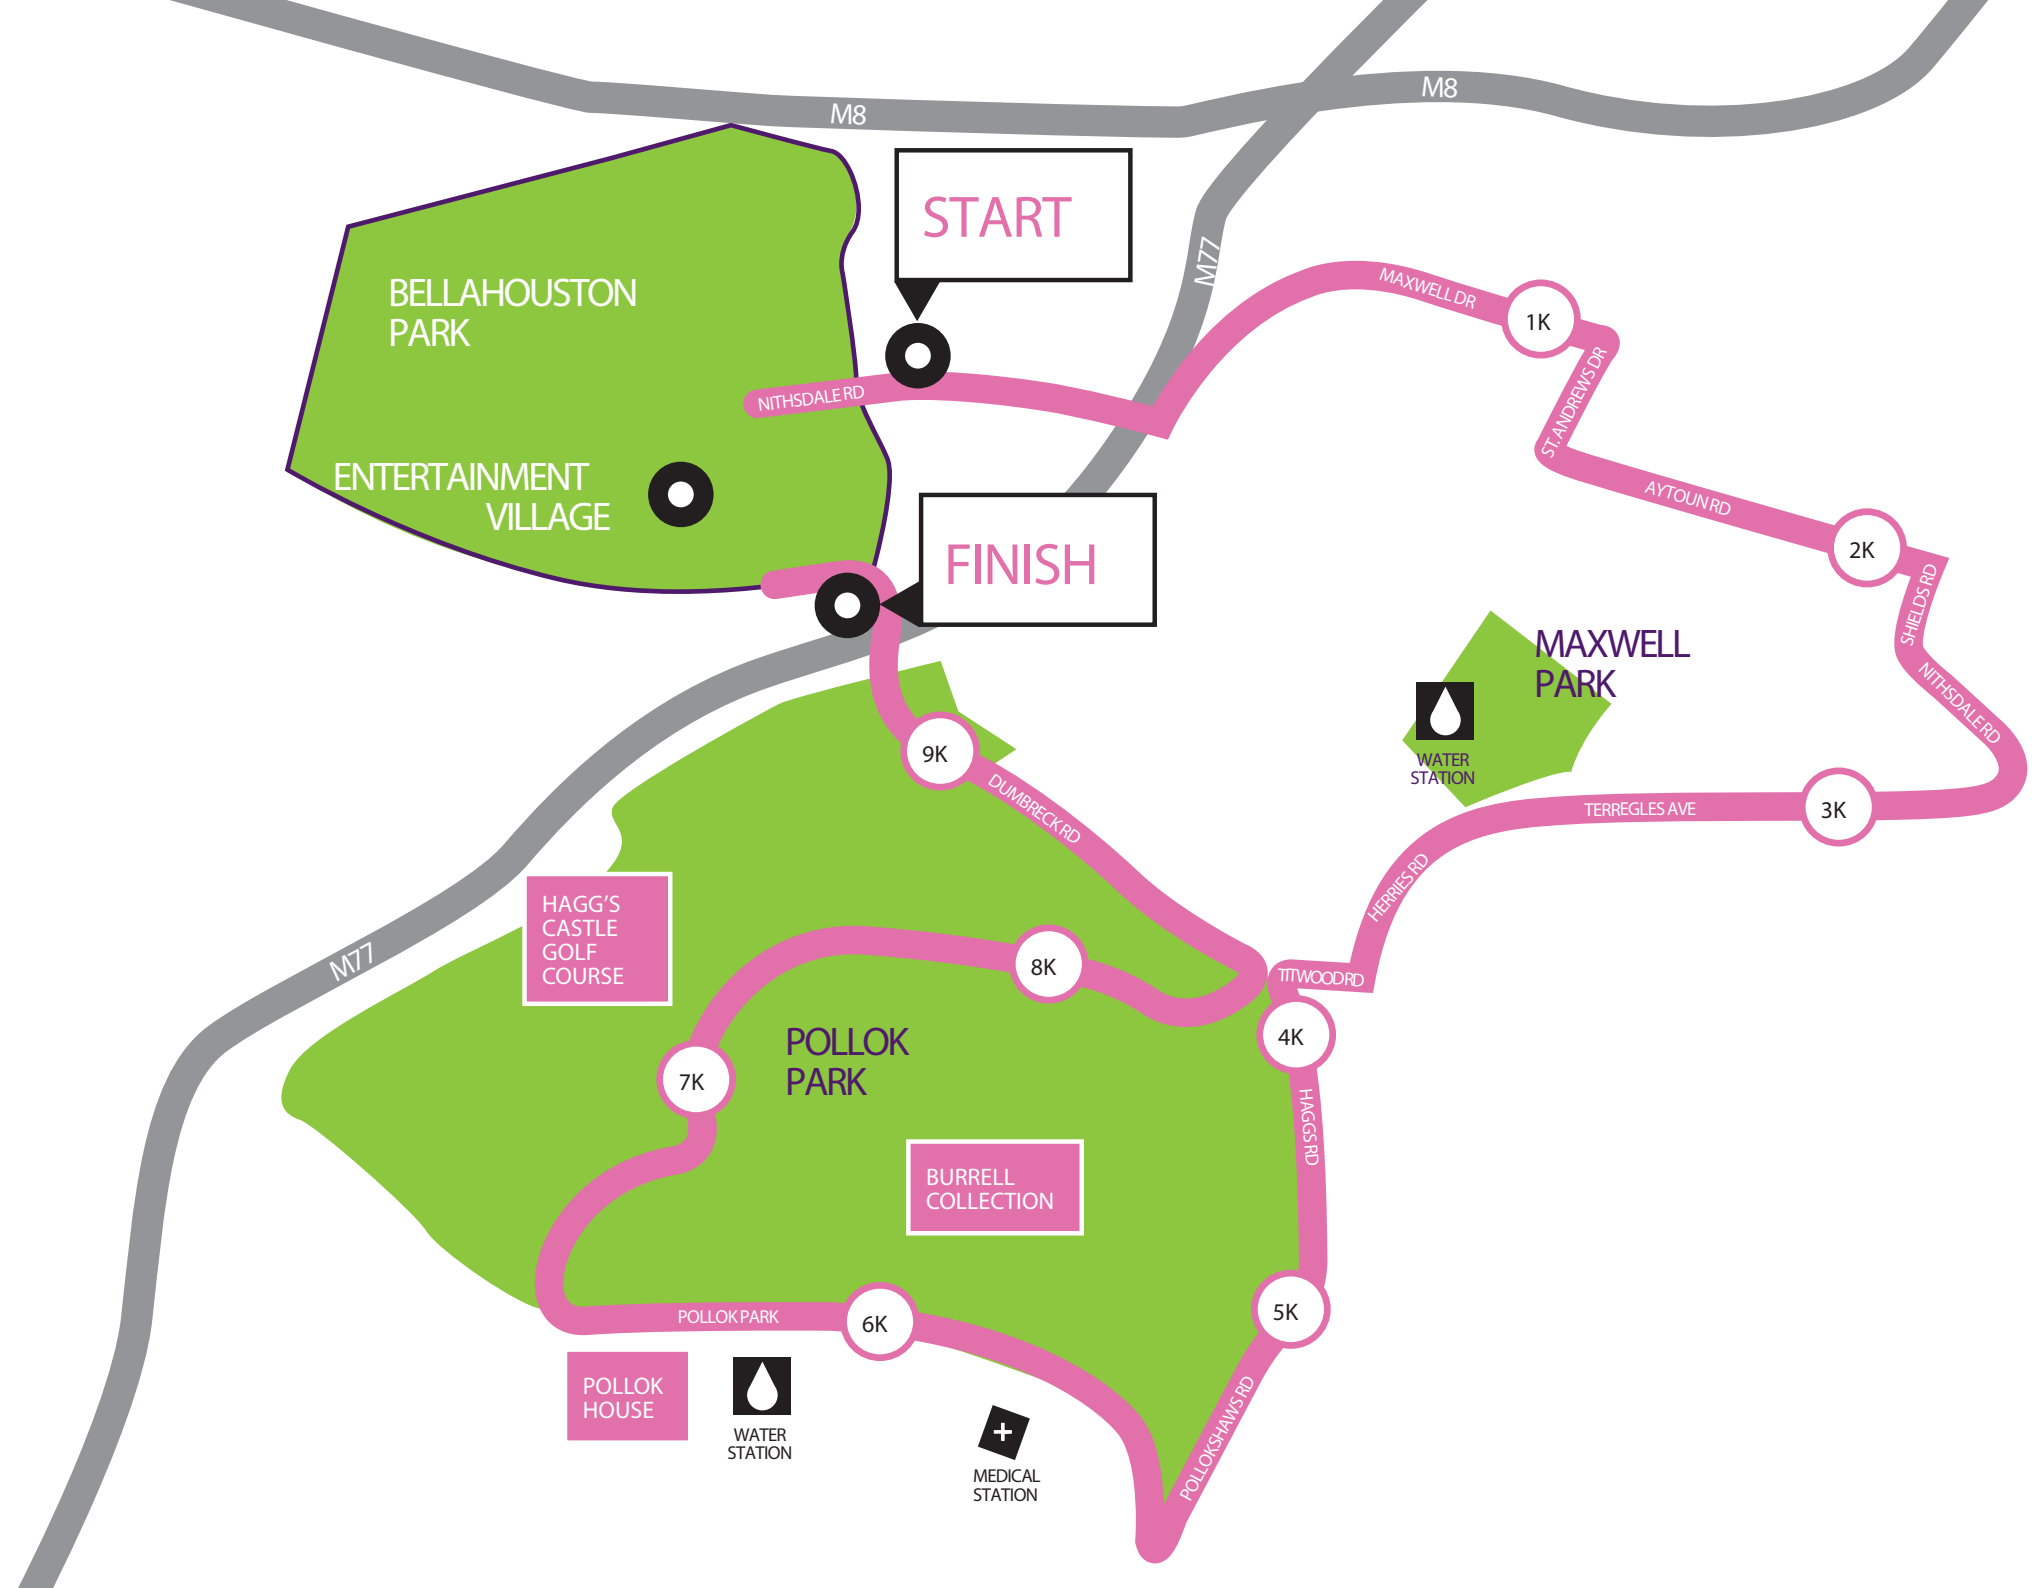 M8
M8
START
M77
MAXWELL DR
1K
BELLAHOUSTON
PARK
NITHSDALE RD
ST. ANDREWS DR
ENTERTAINMENT
VILLAGE
AYTOUN RD
FINISH
2K
SHIELDS RD
MAXWELL
PARK
NITHSDALE RD
WATER
STATION
9K
DUMBRECK RD
TERREGLES AVE
3K
HERRIES RD
HAGG'S
CASTLE
GOLF
COURSE
M77
8K
TITWOOD RD
4K
POLLOK
PARK
7K
HAGGS RD
BURRELL
COLLECTION
5K
POLLOK PARK
6K
POLLOK
HOUSE
WATER
STATION
POLLOKSHAWS RD
MEDICAL
STATION